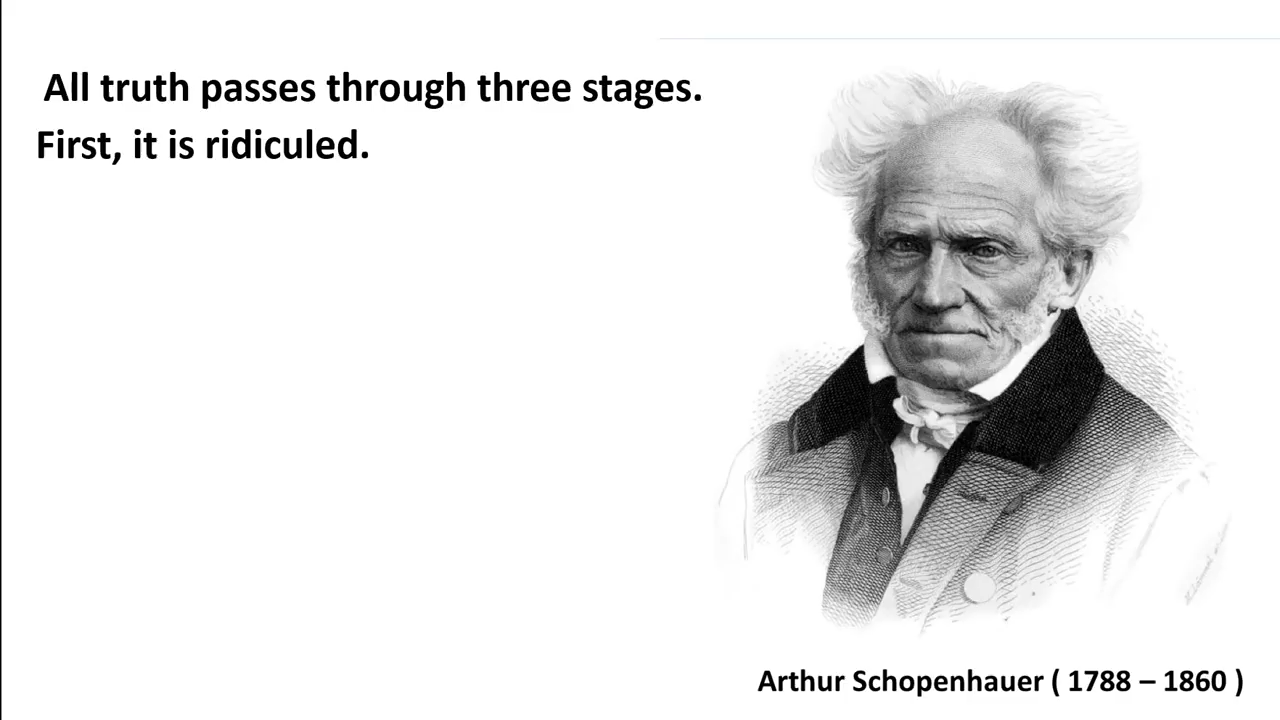 All truth passes through three stages.
First, it is ridiculed.
Arthur Schopenhauer ( 1788 – 1860 )